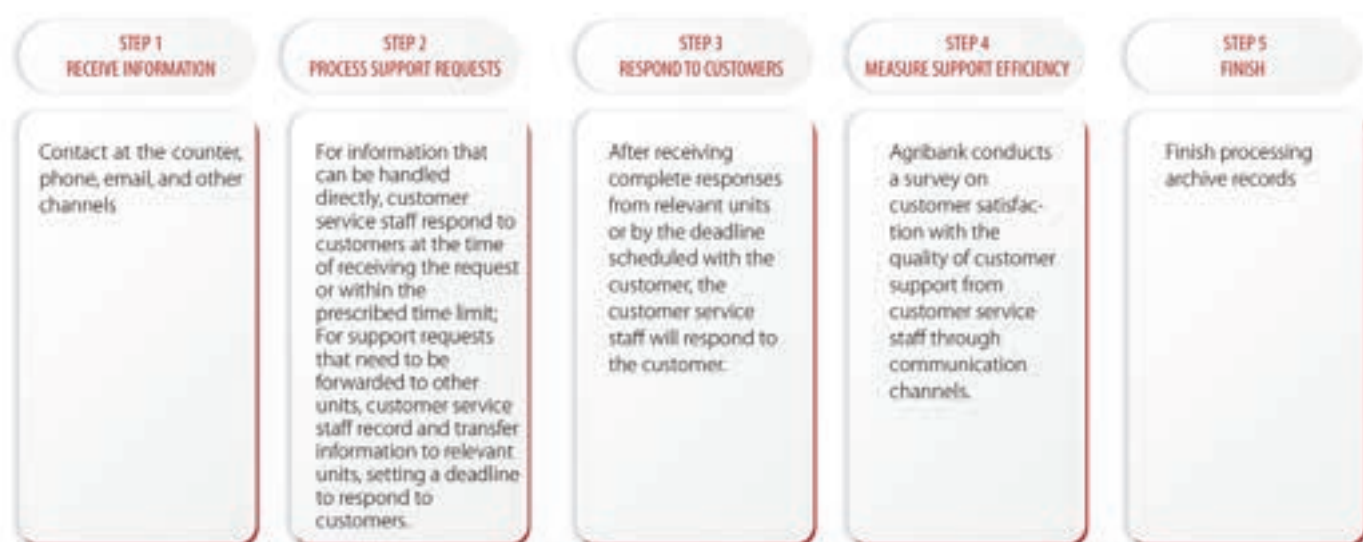 STEP 1
RECEIVE INFORMATION
Contact at the counter,
phone, email, and other
channels
STEP 2
PROCESS SUPPORT REQUESTS
For information that
can be handled
directly, customer
service staff respond to
customers at the time
of receiving the request
or within the
prescribed time limit;
For support requests
that need to be
forwarded to other
units, customer service
staff record and transfer
information to relevant
units, setting a deadline
to respond to
customers.
STEP 3
RESPOND TO CUSTOMERS
After receiving
complete responses
from relevant units
or by the deadline
scheduled with the
customer, the
customer service
staff will respond to
the customer.
STEP 4
MEASURE SUPPORT EFFICIENCY
Agribank conducts
a survey on
customer satisfac-
tion with the
quality of customer
support from
customer service
staff through
communication
channels.
STEP 5
FINISH
Finish processing
archive records